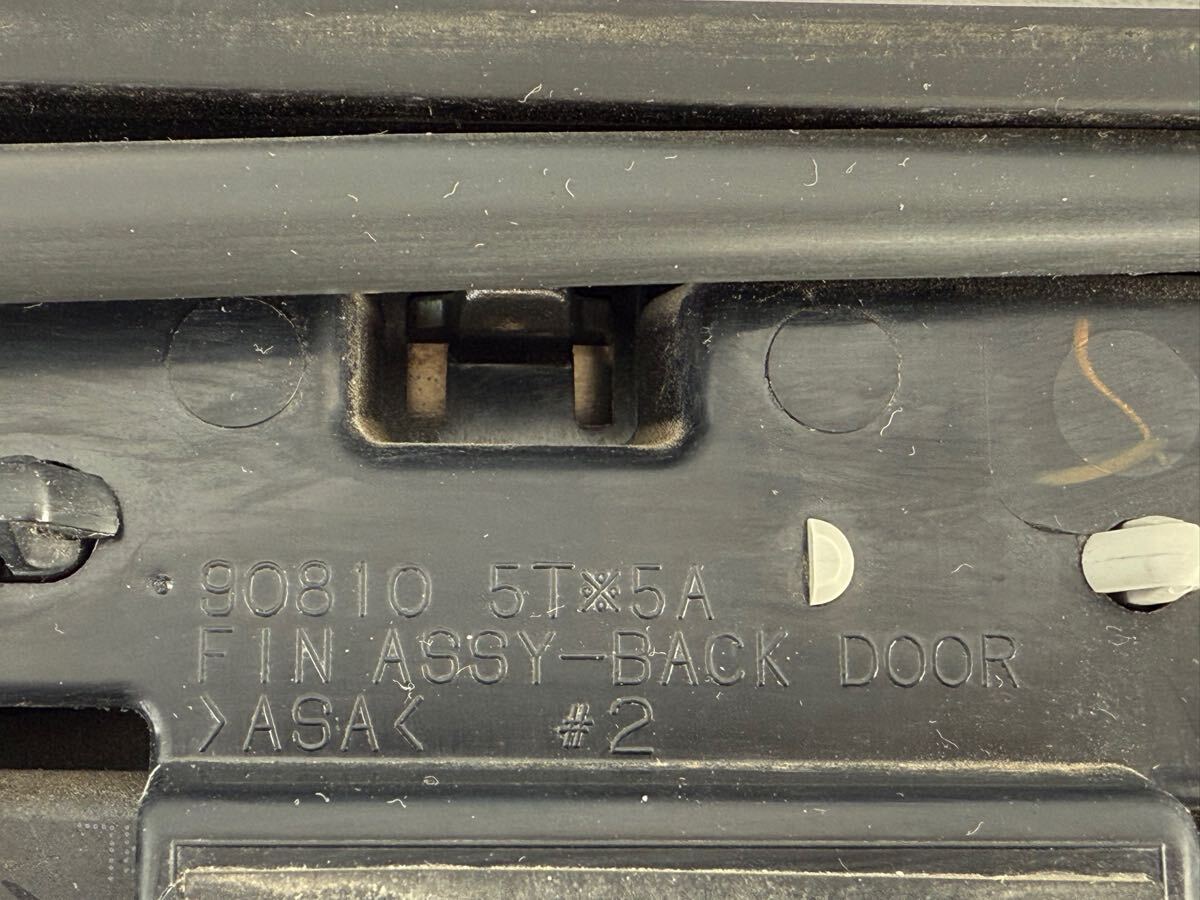 90810 5T※5A
FIN ASSY-BACK DOOR
>ASA< #2